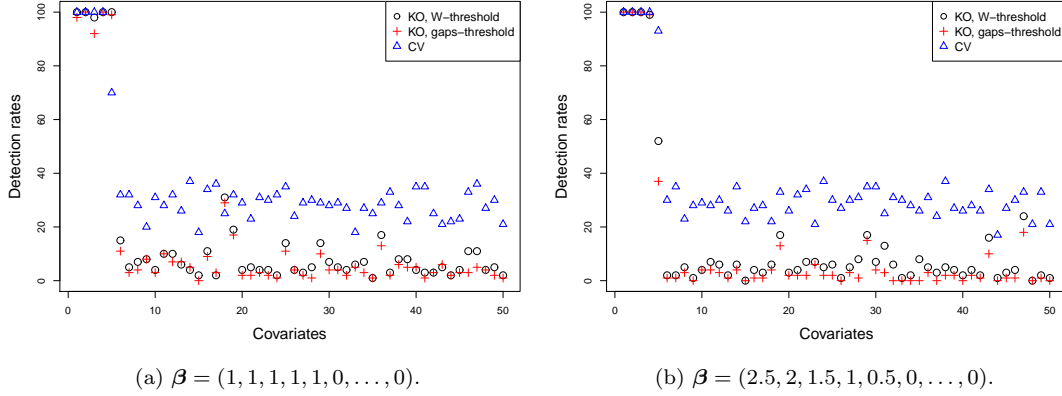 Detection rates
100
80
60
40
20
0
KO, W−threshold
KO, gaps−threshold
CV
0 10 20 30 40 50
Covariates
(a) β = (1, 1, 1, 1, 1, 0, . . . , 0).
Detection rates
100
80
60
40
20
0
KO, W−threshold
KO, gaps−threshold
CV
0 10 20 30 40 50
Covariates
(b) β = (2.5, 2, 1.5, 1, 0.5, 0, . . . , 0).